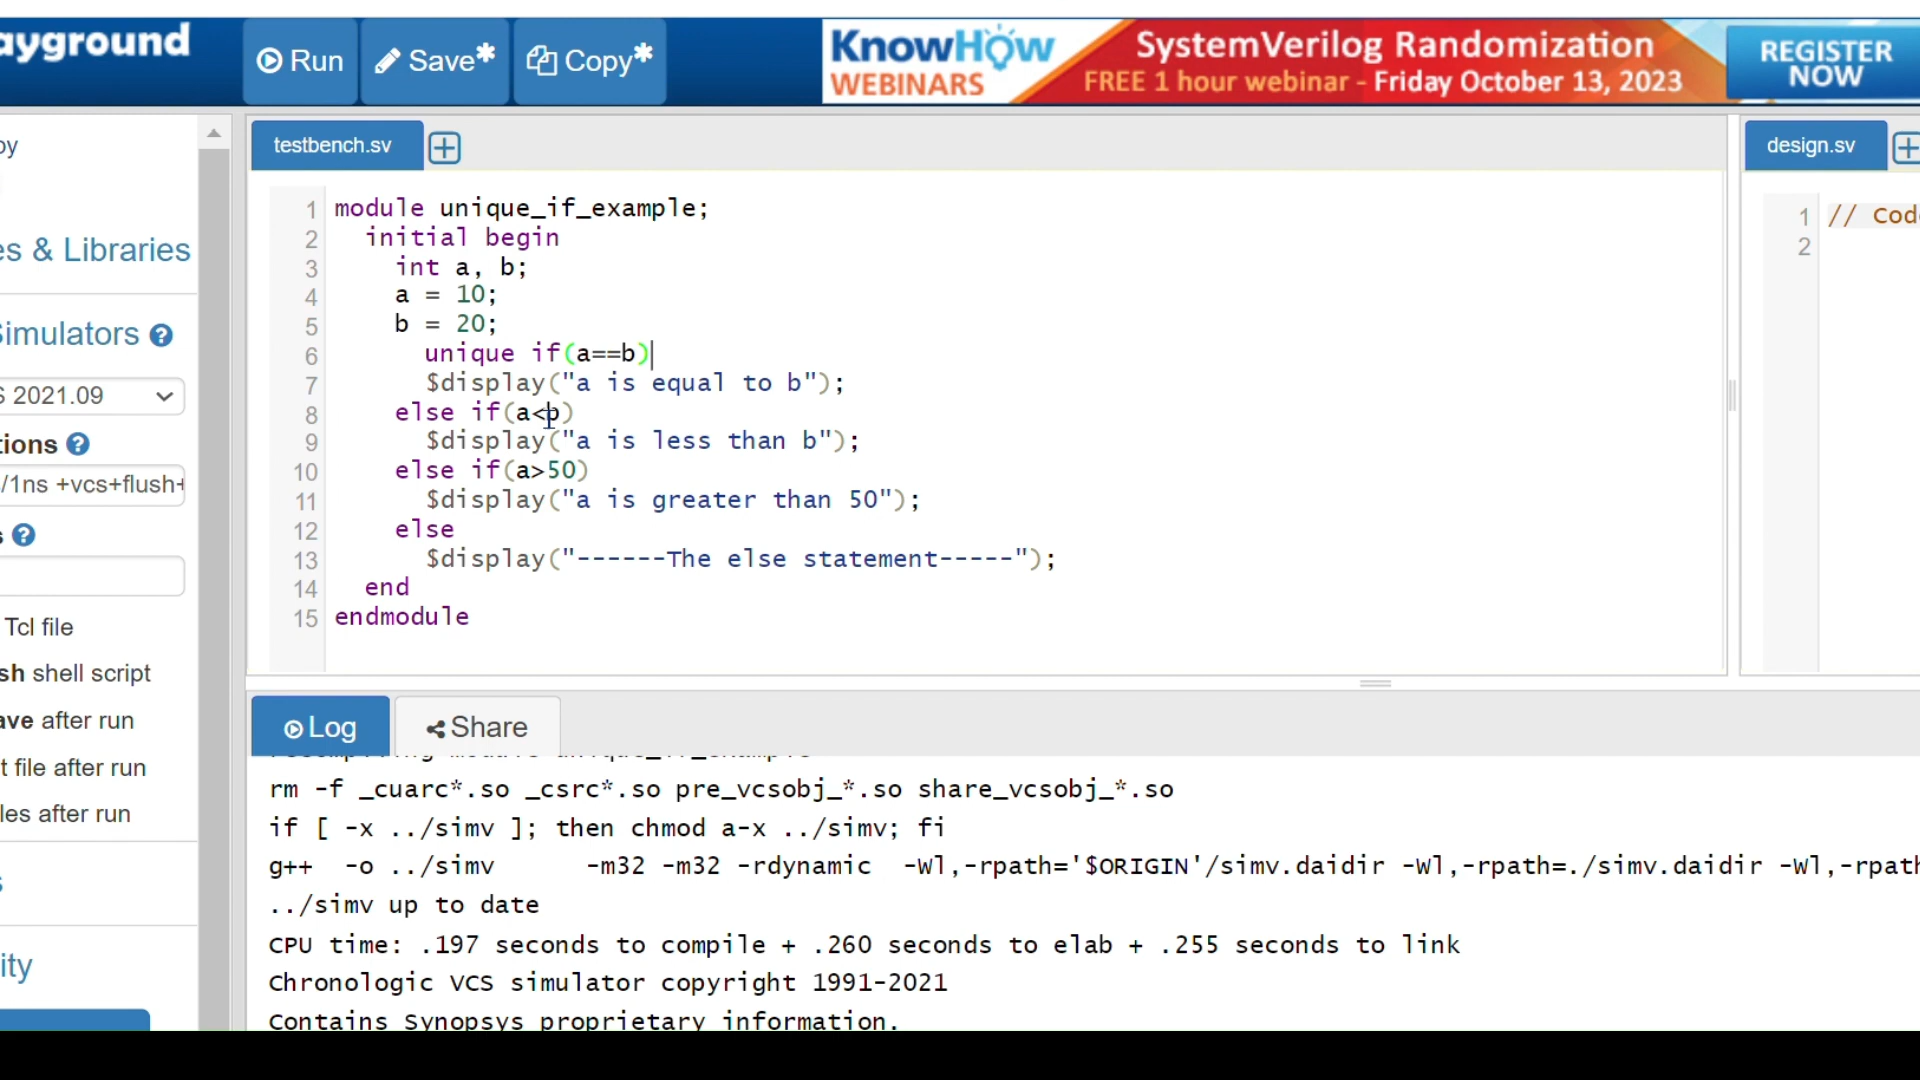 ayground
Run
Save*
Copy*
KnowHow
WEBINARS
SystemVerilog Randomization
FREE 1 hour webinar - Friday October 13, 2023
REGISTER
NOW
oy
es & Libraries
Simulators
S 2021.09
tions
/1ns +vcs+flush+
s
Tcl file
sh shell script
ave after run
t file after run
les after run
s
ity
testbench.sv
1 module unique_if_example;
2 initial begin
3 int a, b;
4 a = 10;
5 b = 20;
6 unique if(a==b)
7 $display("a is equal to b");
8 else if(a<b)
9 $display("a is less than b");
10 else if(a>50)
11 $display("a is greater than 50");
12 else
13 $display("------The else statement-----");
14 end
15 endmodule
design.sv
1 // Cod
2
Log
Share
rm -f _cuarc*.so _csrc*.so pre_vcsobj_*.so share_vcsobj_*.so
if [ -x ../simv ]; then chmod a-x ../simv; fi
g++ -o ../simv -m32 -m32 -rdynamic -Wl,-rpath='$ORIGIN'/simv.daidir -Wl,-rpath=./simv.daidir -Wl,-rpath
../simv up to date
CPU time: .197 seconds to compile + .260 seconds to elab + .255 seconds to link
Chronologic VCS simulator copyright 1991-2021
Contains Synopsys proprietary information.